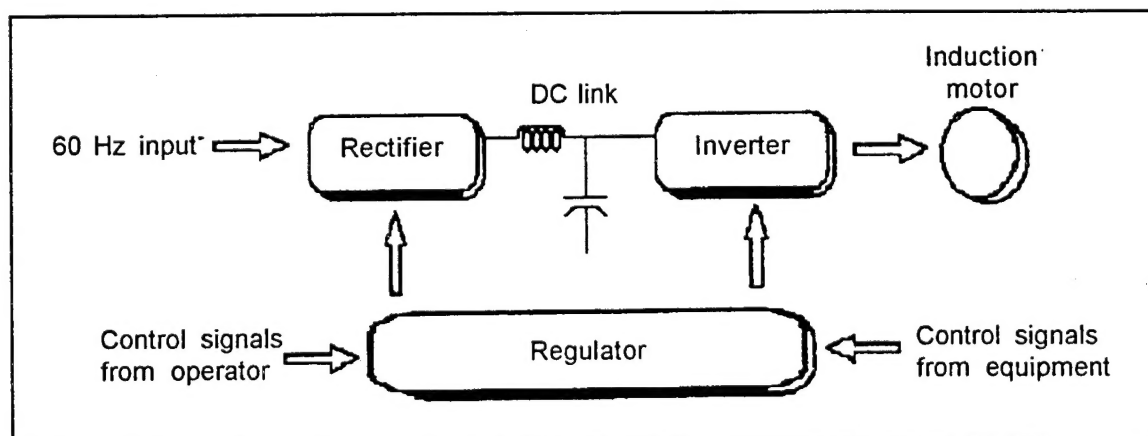 Induction
motor
DC link
60 Hz input
Rectifier
Inverter
Control signals
from operator
Regulator
Control signals
from equipment